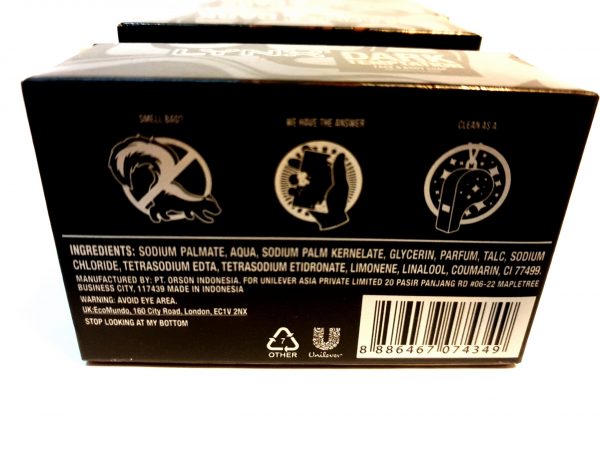 SMELL BAD?
WE HAVE THE ANSWER
CLEAN AS A
INGREDIENTS: SODIUM PALMATE, AQUA, SODIUM PALM KERNELATE, GLYCERIN, PARFUM, TALC, SODIUM
CHLORIDE, TETRASODIUM EDTA, TETRASODIUM ETIDRONATE, LIMONENE, LINALOOL, COUMARIN, CI 77499.
MANUFACTURED BY: PT. ORSON INDONESIA, FOR UNILEVER ASIA PRIVATE LIMITED 20 PASIR PANJANG RD #06-22 MAPLETREE
BUSINESS CITY, 117439 MADE IN INDONESIA
WARNING: AVOID EYE AREA.
UK:EcoMundo, 160 City Road, London, EC1V 2NX
STOP LOOKING AT MY BOTTOM
7
OTHER
Unilever
8 886467 074349